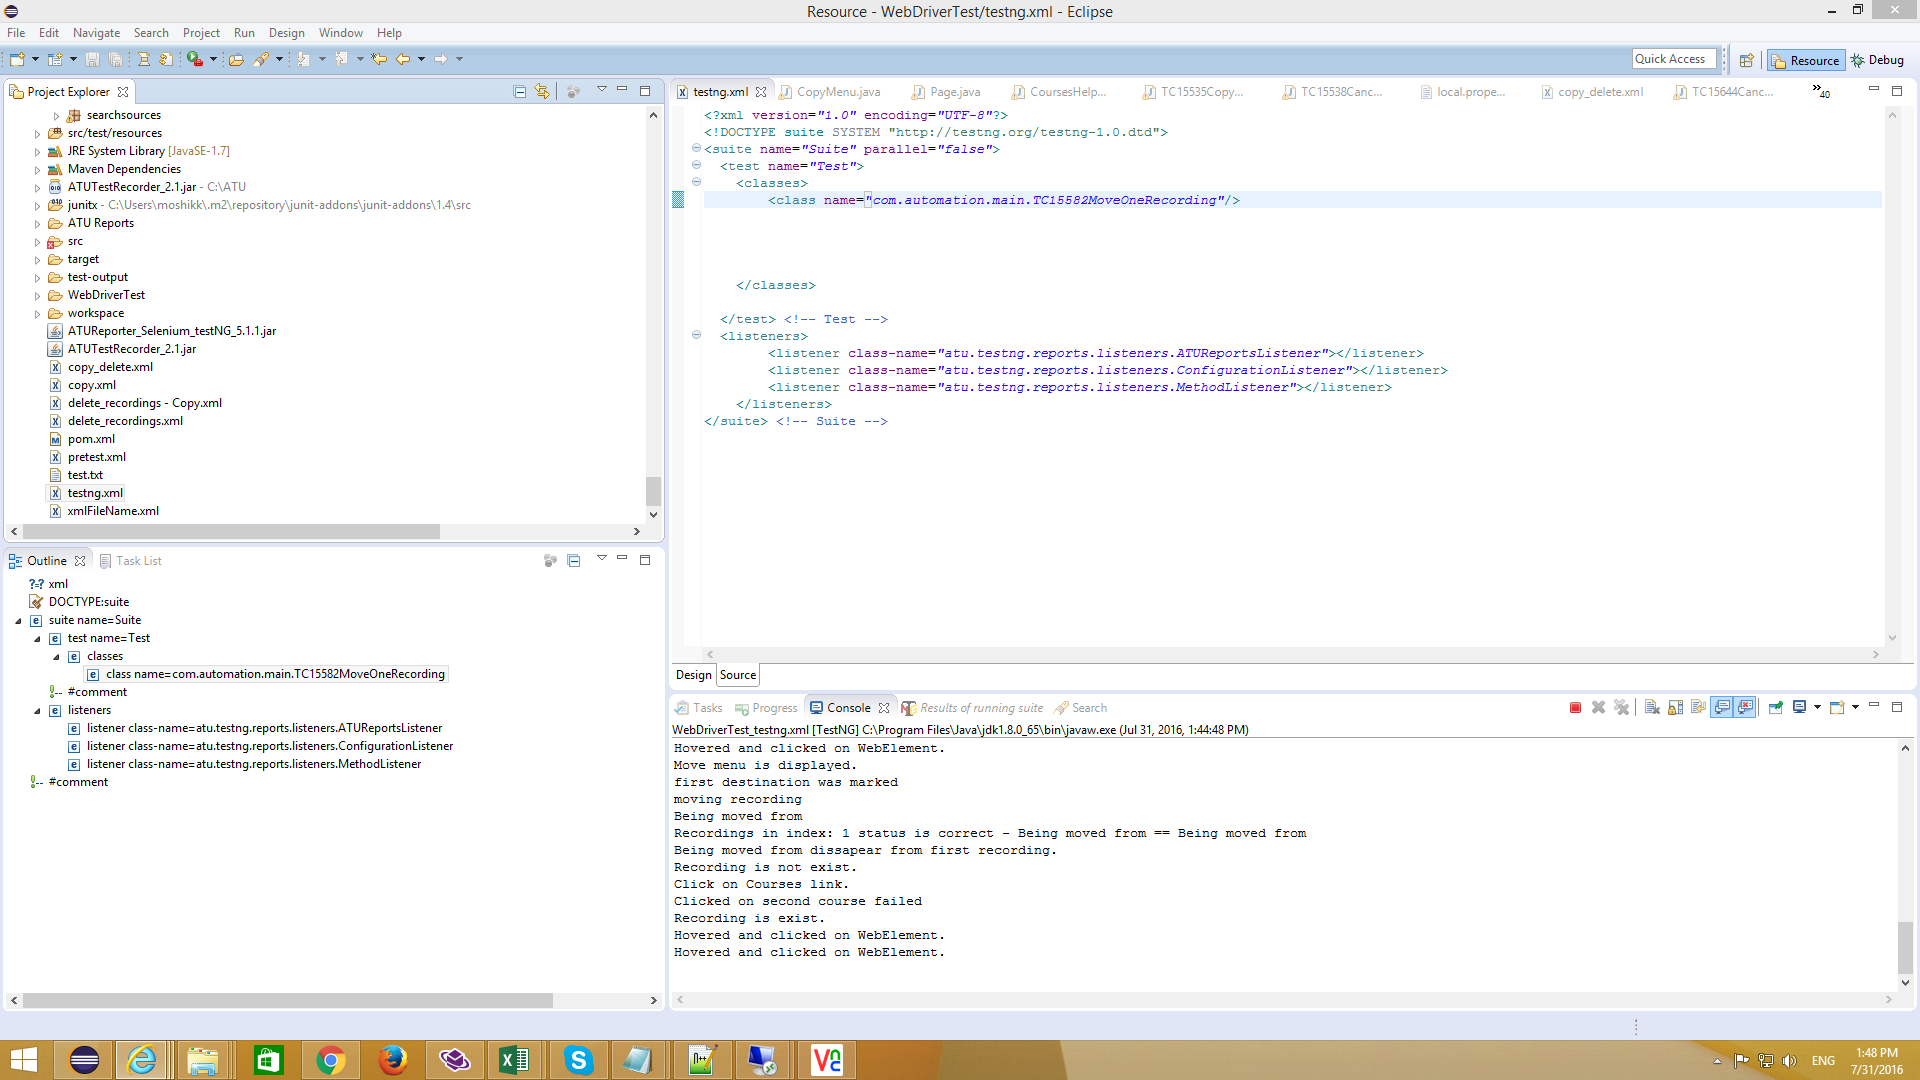 Resource - WebDriverTest/testng.xml - Eclipse
File Edit Navigate Search Project Run Design Window Help
Quick Access
Resource
Debug
Project Explorer
searchsources
src/test/resources
JRE System Library [JavaSE-1.7]
Maven Dependencies
ATUTestRecorder_2.1.jar - C:\ATU
junitx - C:\Users\moshikk\.m2\repository\junit-addons\junit-addons\1.4\src
ATU Reports
src
target
test-output
WebDriverTest
workspace
ATUReporter_Selenium_testNG_5.1.1.jar
ATUTestRecorder_2.1.jar
copy_delete.xml
copy.xml
delete_recordings - Copy.xml
delete_recordings.xml
pom.xml
pretest.xml
test.txt
testng.xml
xmlFileName.xml
Outline
Task List
xml
DOCTYPE:suite
suite name=Suite
test name=Test
classes
class name=com.automation.main.TC15582MoveOneRecording
#comment
listeners
listener class-name=atu.testng.reports.listeners.ATUReportsListener
listener class-name=atu.testng.reports.listeners.ConfigurationListener
listener class-name=atu.testng.reports.listeners.MethodListener
#comment
testng.xml CopyMenu.java Page.java CoursesHelp... TC15535Copy... TC15538Canc... local.prope... copy_delete.xml TC15644Canc... »40
<?xml version="1.0" encoding="UTF-8"?>
<!DOCTYPE suite SYSTEM "http://testng.org/testng-1.0.dtd">
<suite name="Suite" parallel="false">
<test name="Test">
<classes>
<class name="com.automation.main.TC15582MoveOneRecording"/>
</classes>
</test> <!-- Test -->
<listeners>
<listener class-name="atu.testng.reports.listeners.ATUReportsListener"></listener>
<listener class-name="atu.testng.reports.listeners.ConfigurationListener"></listener>
<listener class-name="atu.testng.reports.listeners.MethodListener"></listener>
</listeners>
</suite> <!-- Suite -->
Design Source
Tasks Progress Console Results of running suite Search
WebDriverTest_testng.xml [TestNG] C:\Program Files\Java\jdk1.8.0_65\bin\javaw.exe (Jul 31, 2016, 1:44:48 PM)
Hovered and clicked on WebElement.
Move menu is displayed.
first destination was marked
moving recording
Being moved from
Recordings in index: 1 status is correct - Being moved from == Being moved from
Being moved from dissapear from first recording.
Recording is not exist.
Click on Courses link.
Clicked on second course failed
Recording is exist.
Hovered and clicked on WebElement.
Hovered and clicked on WebElement.
ENG
1:48 PM
7/31/2016